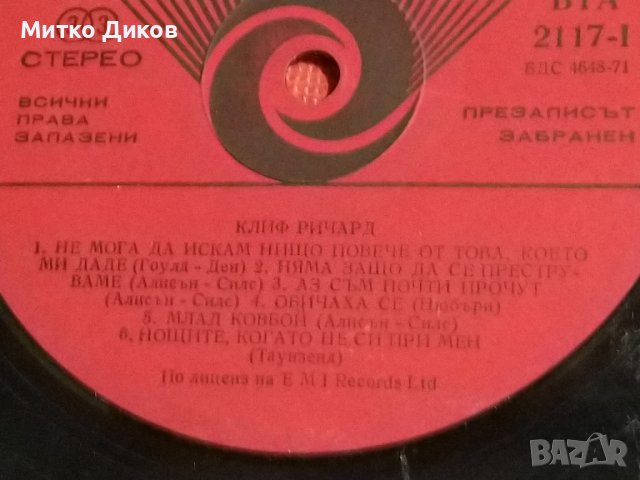 Митко Диков
33
СТЕРЕО
ВТА
2117-I
БДС 4648-71
ВСИЧНИ
ПРАВА
ЗАПАЗЕНИ
ПРЕЗАПИСЪТ
ЗАБРАНЕН
КЛИФ РИЧАРД
1. НЕ МОГА ДА ИСКАМ НИЩО ПОВЕЧЕ ОТ ТОВА, КОЕТО
МИ ДАДЕ (Гоулд - Ден) 2. НЯМА ЗАЩО ДА СЕ ПРЕСТРУ-
ВАМЕ (Алисън - Силс) 3. АЗ СЪМ ПОЧТИ ПРОЧУТ
(Алисън - Силс) 4. ОБИЧАХА СЕ (Нюбъри)
5. МЛАД КОВБОЙ (Алисън - Силс)
6. НОЩИТЕ, КОГАТО НЕ СИ ПРИ МЕН
(Таунзенд)
По лиценз на E M I Records Ltd
BAZAR